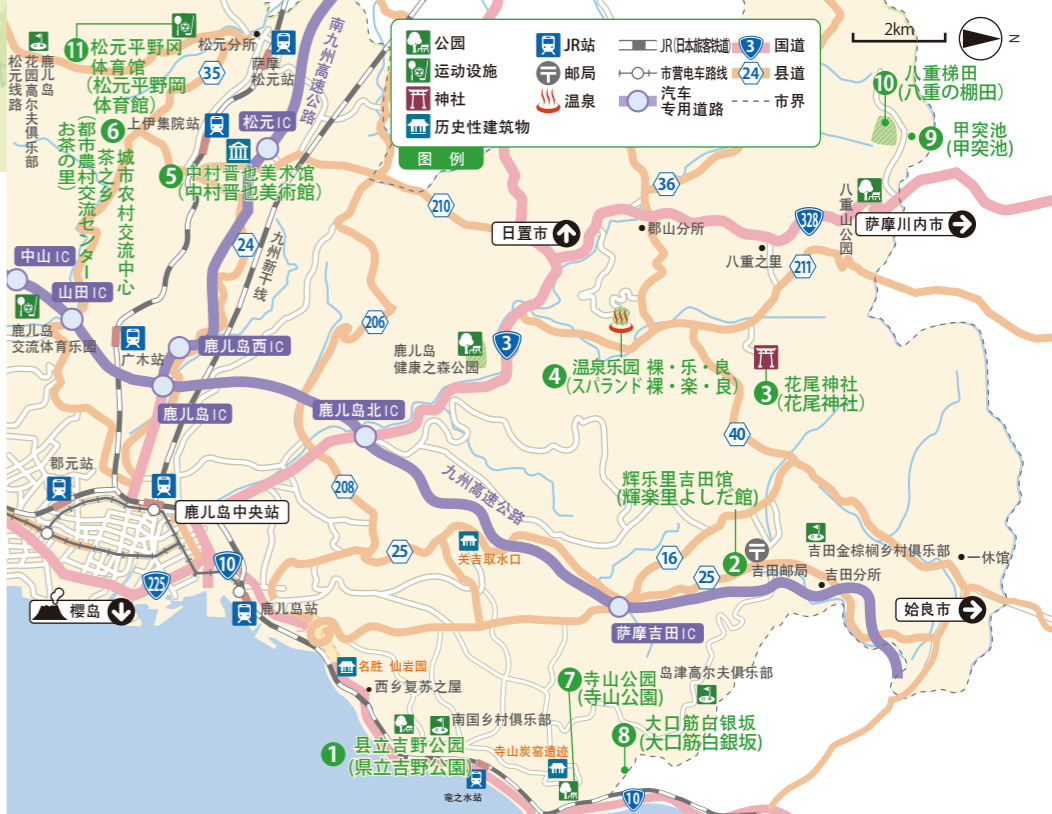 公园
运动设施
神社
历史性建筑物
JR站
邮局
温泉
JR(日本旅客铁道)
市营电车路线
汽车
专用道路
3 国道
24 县道
市界
图 例
2km
N
鹿儿岛
花园高尔夫俱乐部
松元线路
11 松元平野冈
体育馆
(松元平野岡
体育館)
松元分所
35
萨摩
松元站
南九州高速公路
6 城市农村交流中心
茶之乡
(都市農村交流センター
お茶の里)
上伊集院站
松元IC
5 中村晋也美术馆
(中村晋也美術館)
24
九州新干线
210
36
日置市
郡山分所
328
八重之里
211
八重山公园
10 八重梯田
(八重の棚田)
9 甲突池
(甲突池)
萨摩川内市
中山IC
山田IC
鹿儿岛
交流体育乐园
广木站
鹿儿岛西IC
鹿儿岛IC
206
鹿儿岛
健康之森公园
3
4 温泉乐园 裸・乐・良
(スパランド 裸・楽・良)
3 花尾神社
(花尾神社)
鹿儿岛北IC
40
郡元站
鹿儿岛中央站
208
九州高速公路
辉乐里吉田馆
(輝楽里よしだ館)
2
吉田邮局
吉田金棕榈乡村俱乐部
一休馆
吉田分所
25
关吉取水口
16
25
225
10
樱岛
鹿儿岛站
萨摩吉田IC
始良市
名胜 仙岩园
西乡复苏之屋
南国乡村俱乐部
1 县立吉野公园
(県立吉野公園)
竜之水站
寺山炭窑遗迹
7 寺山公园
(寺山公園)
岛津高尔夫俱乐部
8 大口筋白银坂
(大口筋白銀坂)
10